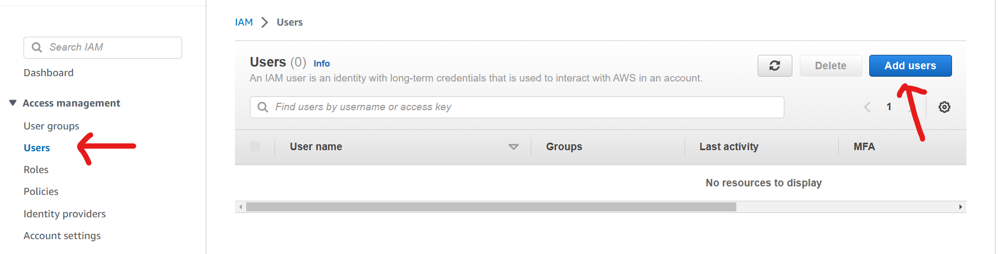 Search IAM
Dashboard
Access management
User groups
Users
Roles
Policies
Identity providers
Account settings
IAM > Users
Users (0) Info
An IAM user is an identity with long-term credentials that is used to interact with AWS in an account.
Delete
Add users
Find users by username or access key
1
User name Groups Last activity MFA
No resources to display